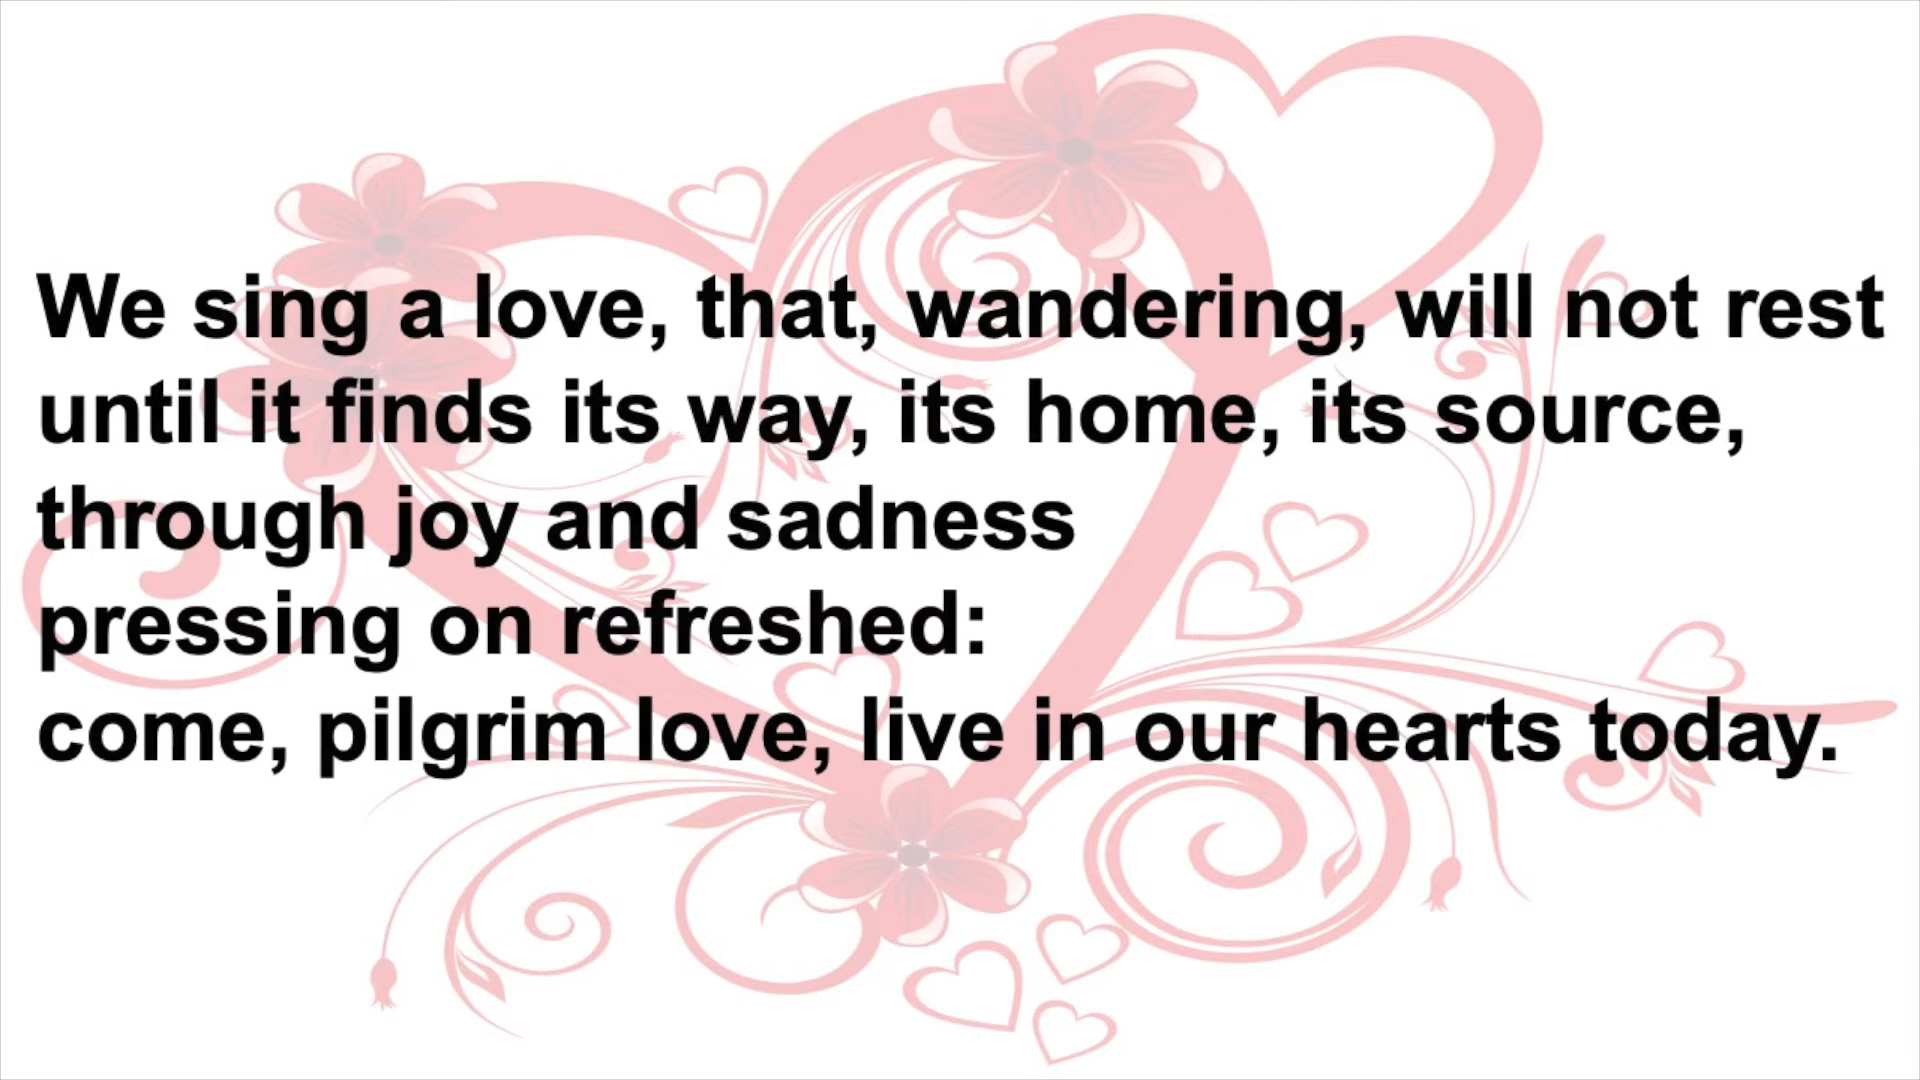 We sing a love, that, wandering, will not rest
until it finds its way, its home, its source,
through joy and sadness
pressing on refreshed:
come, pilgrim love, live in our hearts today.